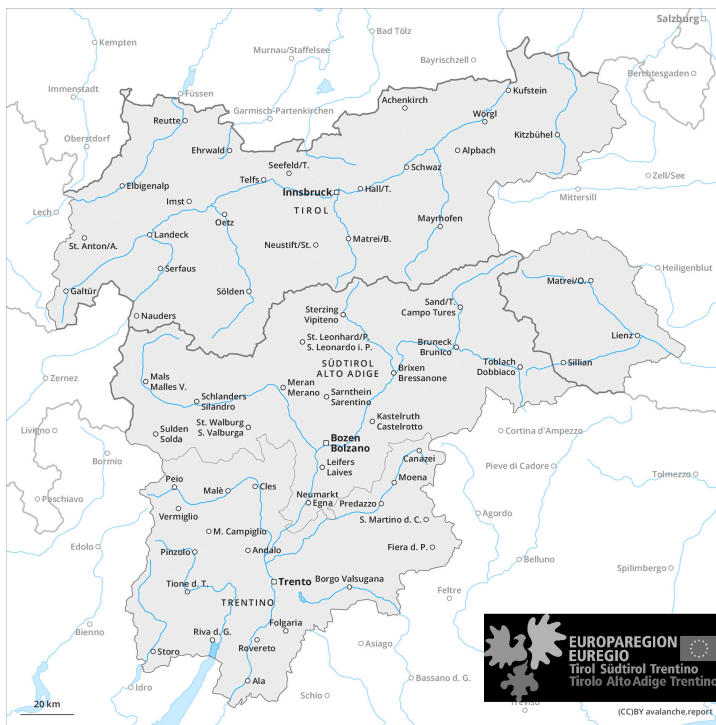 Salzburg
Kempten
Bad Tölz
Murnau/Staffelsee
Bayrischzell
Berchtesgaden
Immenstadt
Füssen
Garmisch-Partenkirchen
Achenkirch
Kufstein
Reutte
Wörgl
Oberstdorf
Ehrwald
Kitzbühel
Alpbach
Seefeld/T.
Schwaz
Zell/See
Elbigenalp
Telfs
Innsbruck
Hall/T.
Mittersill
Imst
TIROL
Lech
Oetz
Mayrhofen
St. Anton/A.
Landeck
Neustift/St.
Matrei/B.
Serfaus
Heiligenblut
Galtür
Sölden
Matrei/O.
Nauders
Sterzing
Vipiteno
Sand/T.
Campo Tures
St. Leonhard/P.
S. Leonardo i. P.
Bruneck
Brunico
Lienz
SÜDTIROL
ALTO ADIGE
Toblach
Dobbiaco
Sillian
Zernez
Mals
Malles V.
Meran
Merano
Brixen
Bressanone
Schlanders
Silandro
Sarnthein
Sarentino
Livigno
Sulden
Solda
St. Walburg
S. Valburga
Kastelruth
Castelrotto
Cortina d'Ampezzo
Bormio
Bozen
Bolzano
Canazei
Leifers
Laives
Pieve di Cadore
Tolmezzo
Poschiavo
Peio
Malè
Cles
Moena
Neumarkt
Egna
Predazzo
Vermiglio
Agordo
M. Campiglio
S. Martino d. C.
Edolo
Pinzolo
Andalo
Fiera d. P.
Belluno
Spilimbergo
Tione d. T.
Trento
Borgo Valsugana
Feltre
TRENTINO
Bienno
Folgaria
Riva d. G.
Rovereto
Asiago
Storo
Ala
Bassano d. G.
Idro
Schio
Treviso
EUROPAREGION
EUREGIO
Tirol Südtirol Trentino
Tirolo Alto Adige Trentino
20 km
(CC)BY avalanche.report